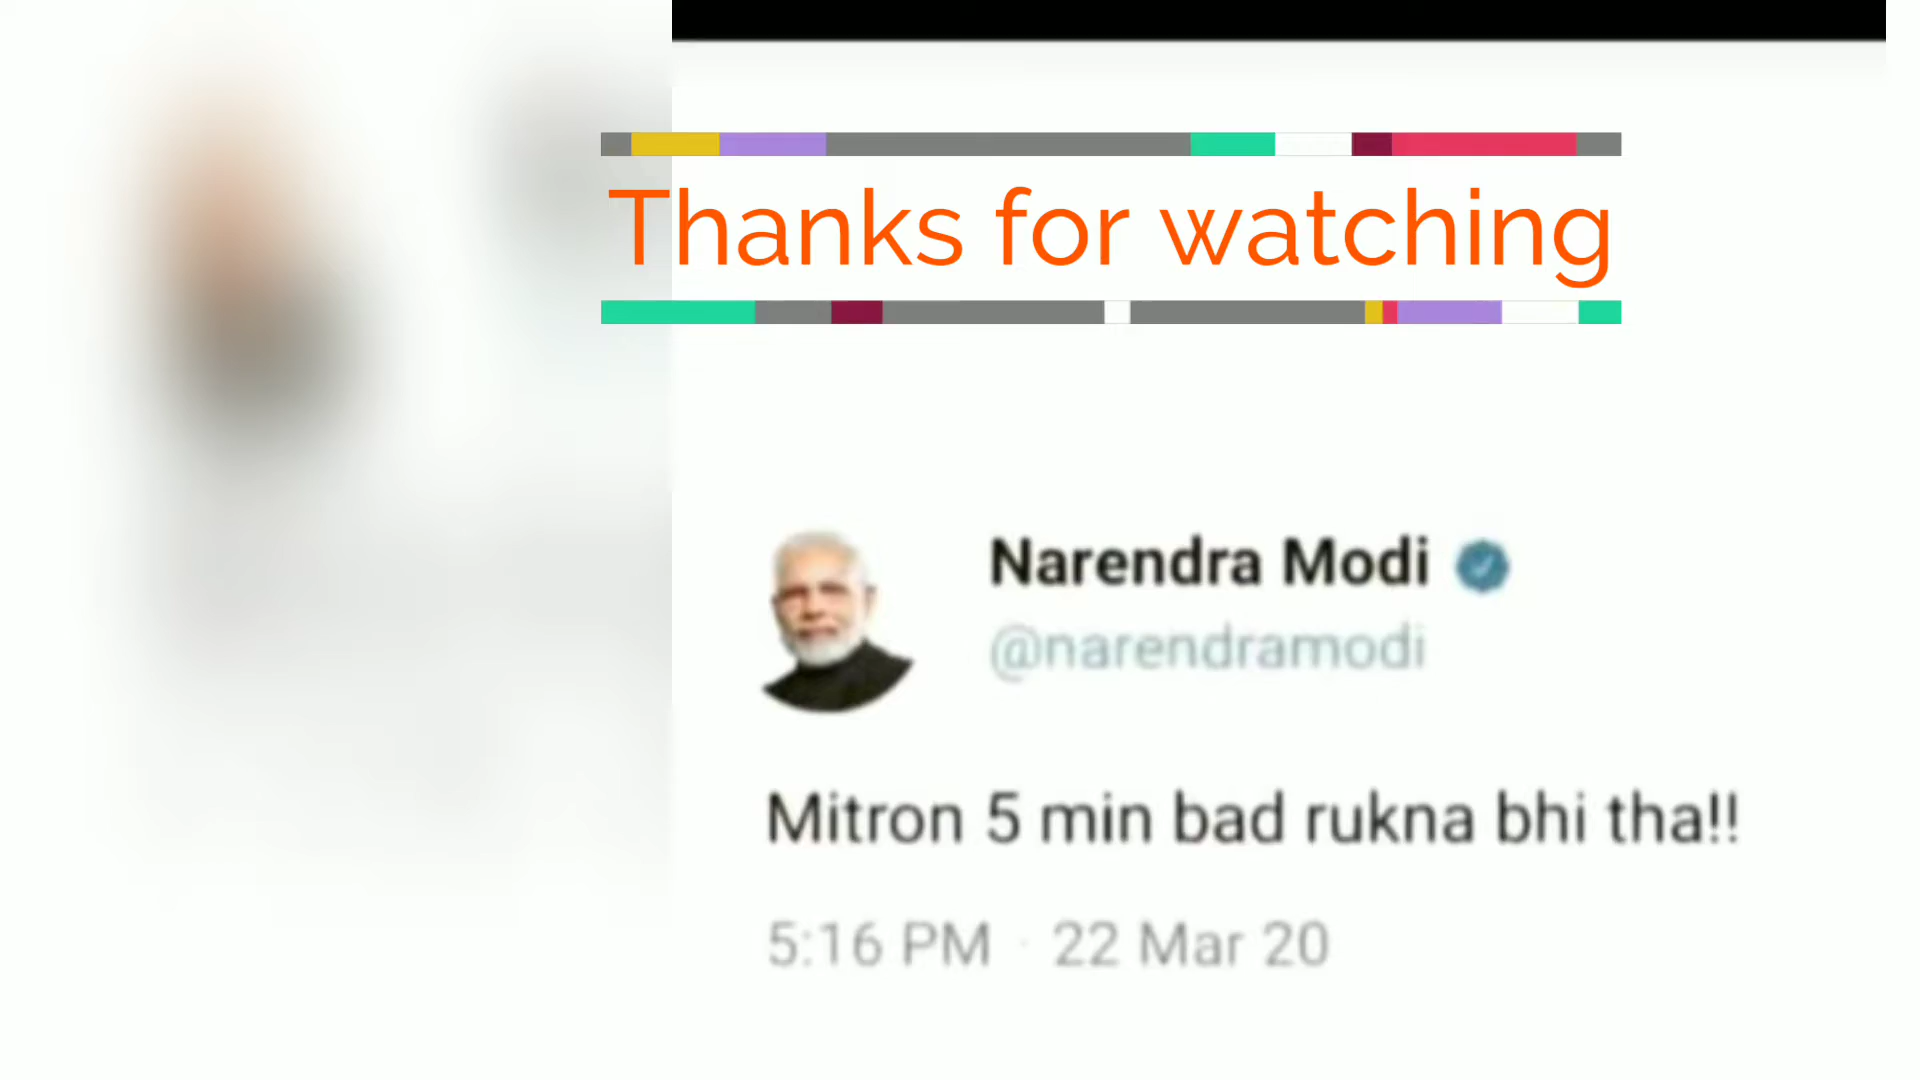 Thanks for watching
Narendra Modi
@narendramodi
Mitron 5 min bad rukna bhi tha!!
5:16 PM · 22 Mar 20